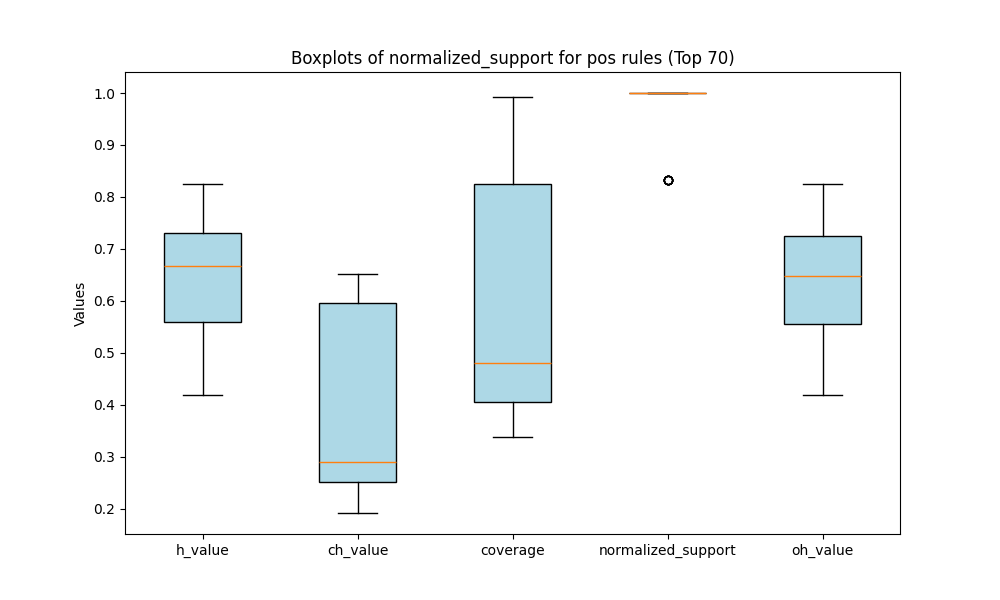 Boxplots of normalized_support for pos rules (Top 70)
Values
1.0
0.9
0.8
0.7
0.6
0.5
0.4
0.3
0.2
h_value
ch_value
coverage
normalized_support
oh_value